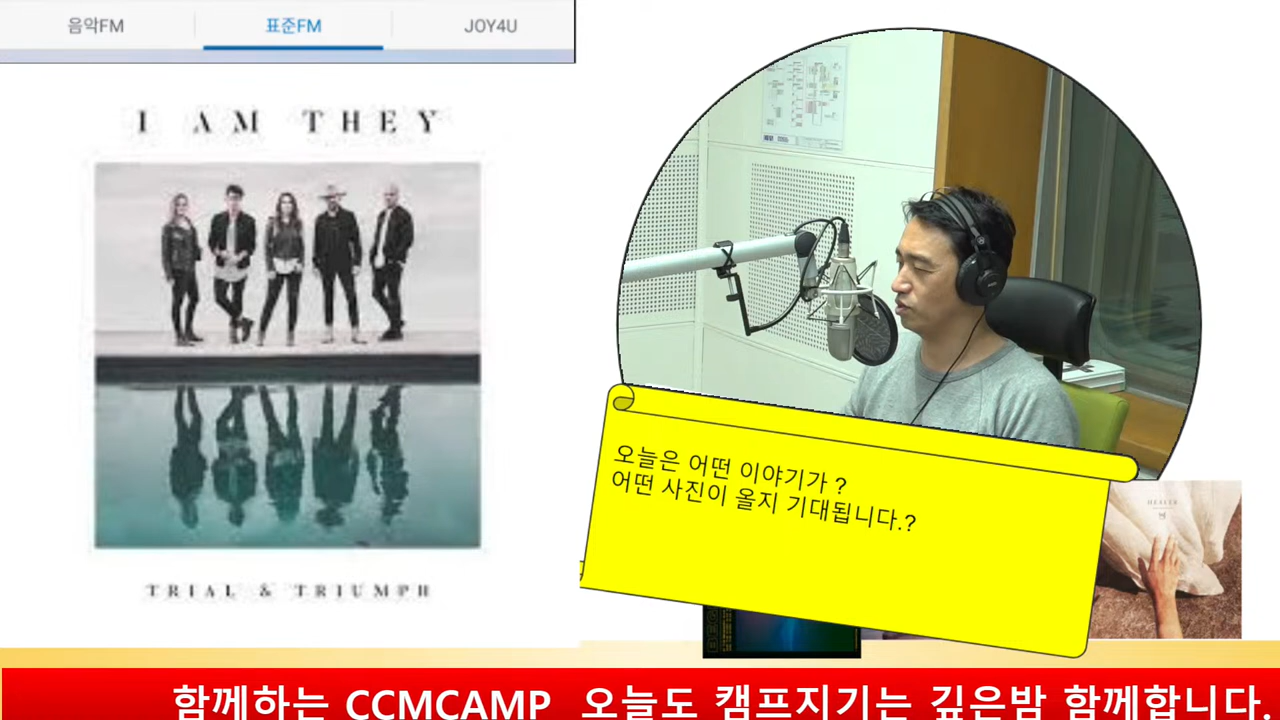 음악FM
표준FM
JOY4U
I AM THEY
TRIAL & TRIUMPH
오늘은 어떤 이야기가 ?
어떤 사진이 올지 기대됩니다.?
HEALER
함께하는 CCMCAMP 오늘도 캠프지기는 깊은밤 함께합니다.